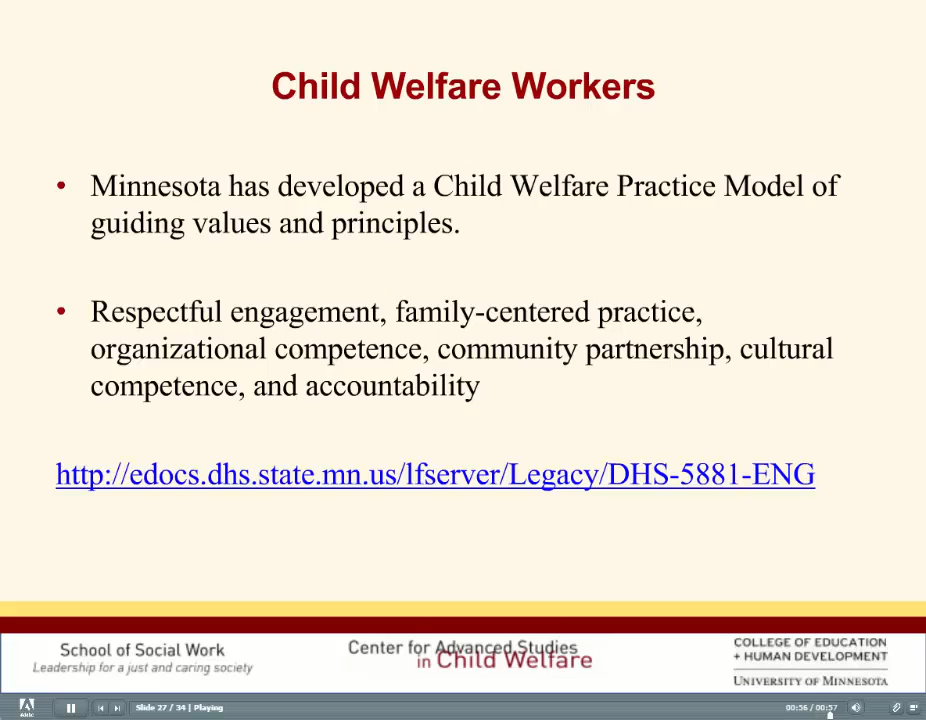 Child Welfare Workers
• Minnesota has developed a Child Welfare Practice Model of
guiding values and principles.
• Respectful engagement, family-centered practice,
organizational competence, community partnership, cultural
competence, and accountability
http://edocs.dhs.state.mn.us/lfserver/Legacy/DHS-5881-ENG
School of Social Work
Leadership for a just and caring society
Center for Advanced Studies
in Child Welfare
COLLEGE OF EDUCATION
+ HUMAN DEVELOPMENT
UNIVERSITY OF MINNESOTA
Slide 27 / 34 | Playing
00:56 / 00:57